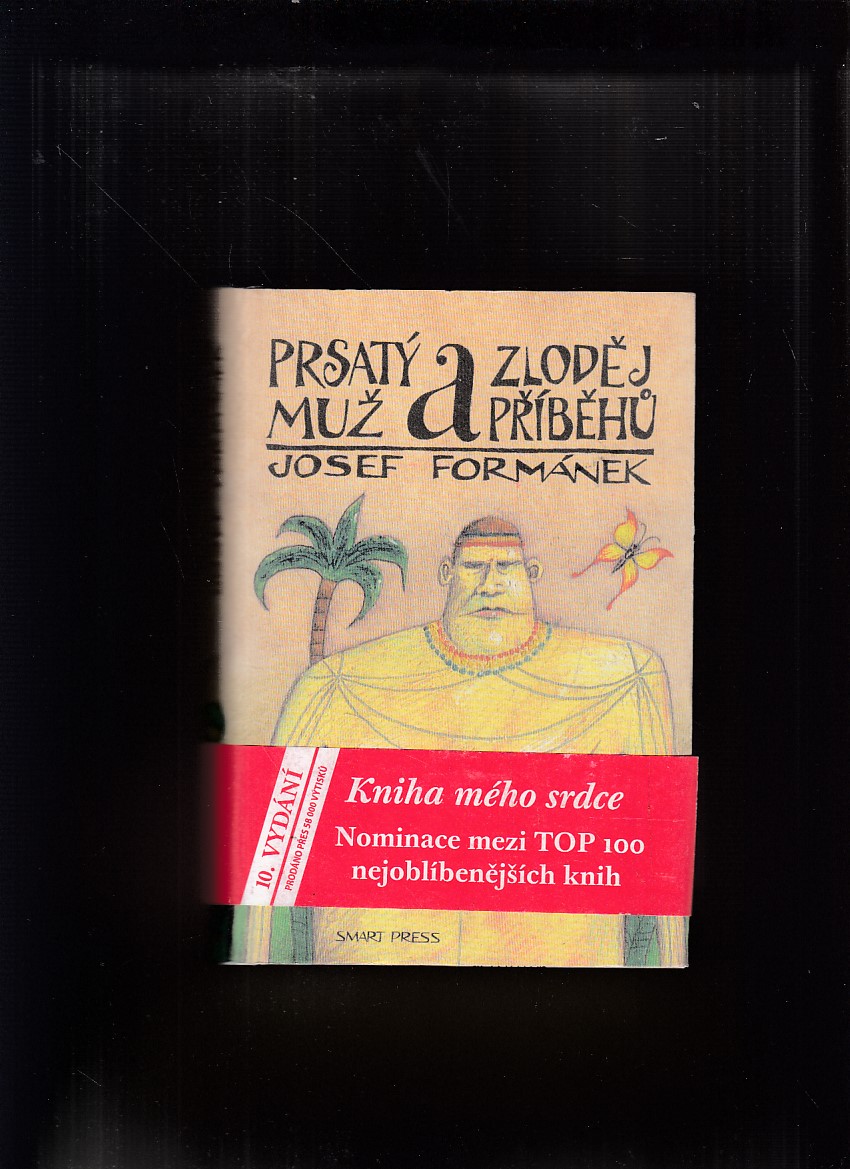 PRSATÝ a ZLODĚJ
MUŽ PŘÍBĚHŮ
JOSEF FORMÁNEK
10. VYDÁNÍ
PRODÁNO PŘES 58 000 VÝTISKŮ
Kniha mého srdce
Nominace mezi TOP 100
nejoblíbenějších knih
SMART PRESS